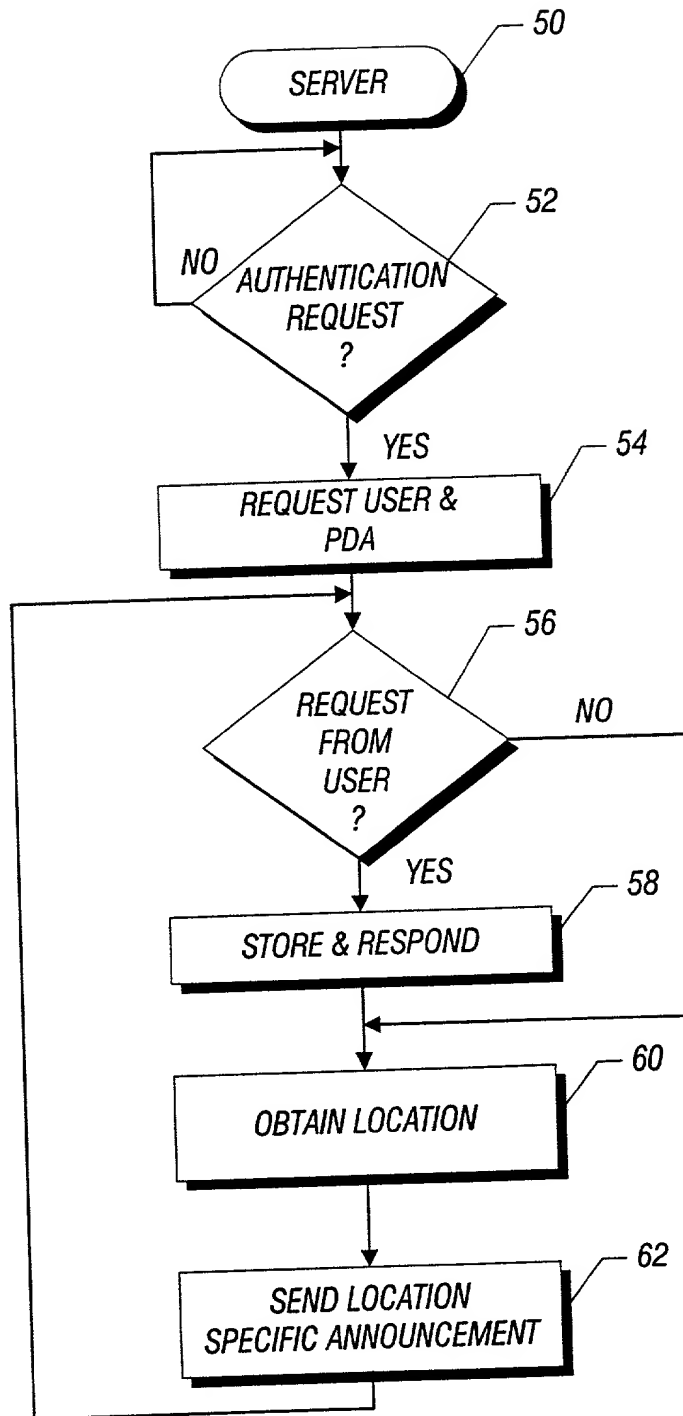 50
SERVER
52
NO
AUTHENTICATION
REQUEST
?
YES
54
REQUEST USER &
PDA
56
REQUEST
FROM
USER
?
NO
YES
58
STORE & RESPOND
60
OBTAIN LOCATION
62
SEND LOCATION
SPECIFIC ANNOUNCEMENT